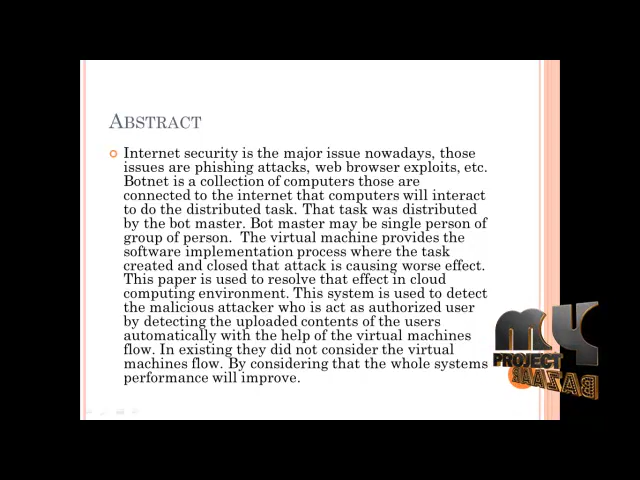 ABSTRACT
Internet security is the major issue nowadays, those
issues are phishing attacks, web browser exploits, etc.
Botnet is a collection of computers those are
connected to the internet that computers will interact
to do the distributed task. That task was distributed
by the bot master. Bot master may be single person of
group of person. The virtual machine provides the
software implementation process where the task
created and closed that attack is causing worse effect.
This paper is used to resolve that effect in cloud
computing environment. This system is used to detect
the malicious attacker who is act as authorized user
by detecting the uploaded contents of the users
automatically with the help of the virtual machines
flow. In existing they did not consider the virtual
machines flow. By considering that the whole systems
performance will improve.
MY
PROJECT
BAZAAR